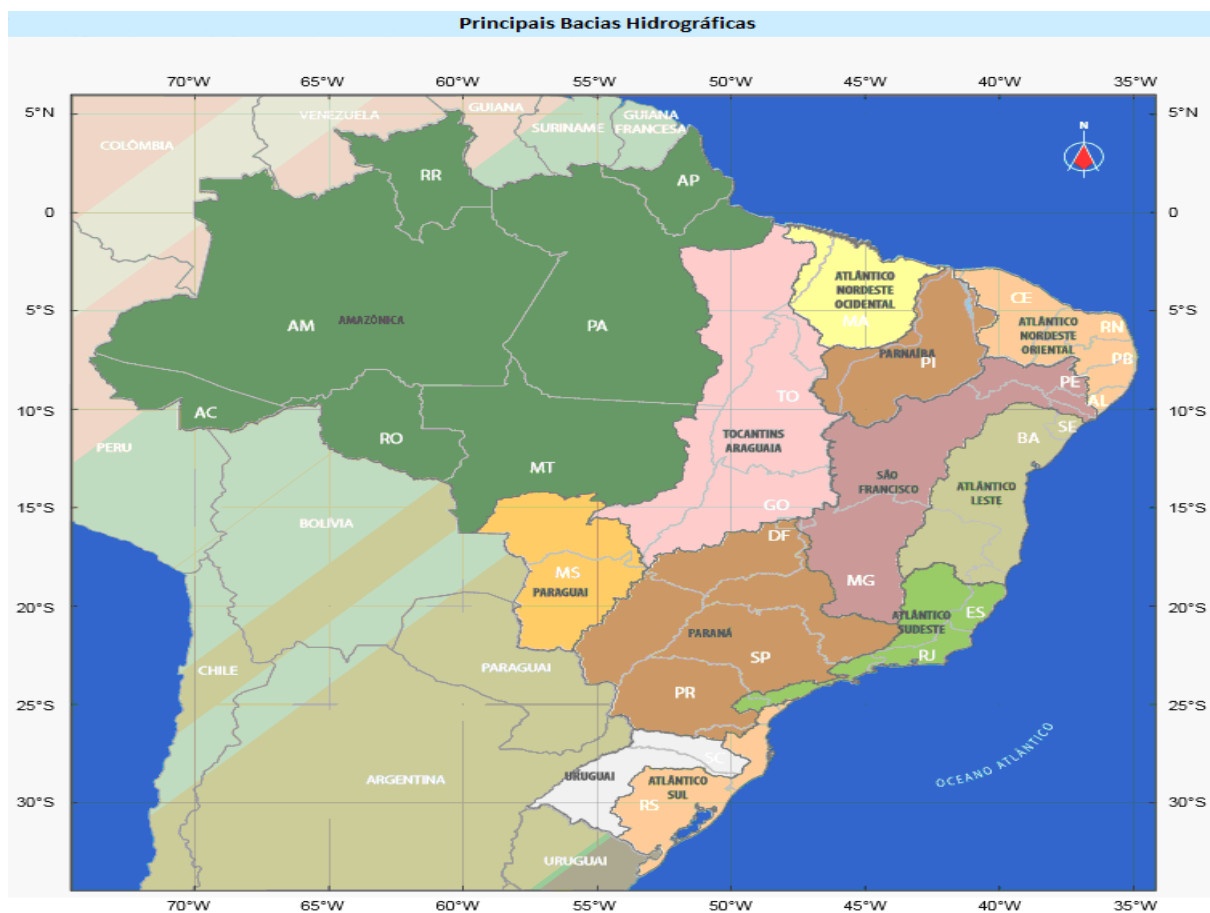 Principais Bacias Hidrográficas
70°W 65°W 60°W 55°W 50°W 45°W 40°W 35°W
5°N
5°N
VENEZUELA
GUIANA
SURINAME
GUIANA
FRANCESA
COLÔMBIA
N
RR
AP
0
0
ATLÂNTICO
NORDESTE
OCIDENTAL
MA
CE
5°S
5°S
AM
AMAZÔNICA
PA
ATLÂNTICO
NORDESTE
ORIENTAL
RN
PB
PARNAÍBA
PI
PE
TO
AL
10°S
10°S
AC
SE
PERU
RO
TOCANTINS
ARAGUAIA
BA
MT
SÃO
FRANCISCO
ATLÂNTICO
LESTE
15°S
15°S
GO
BOLIVIA
DF
MS
PARAGUAI
MG
20°S
20°S
ATLÂNTICO
SUDESTE
ES
PARANÁ
SP
RJ
CHILE
PARAGUAI
PR
25°S
25°S
SC
URUGUAI
ATLÂNTICO
SUL
ARGENTINA
RS
OCEANO ATLÂNTICO
30°S
30°S
URUGUAI
70°W 65°W 60°W 55°W 50°W 45°W 40°W 35°W